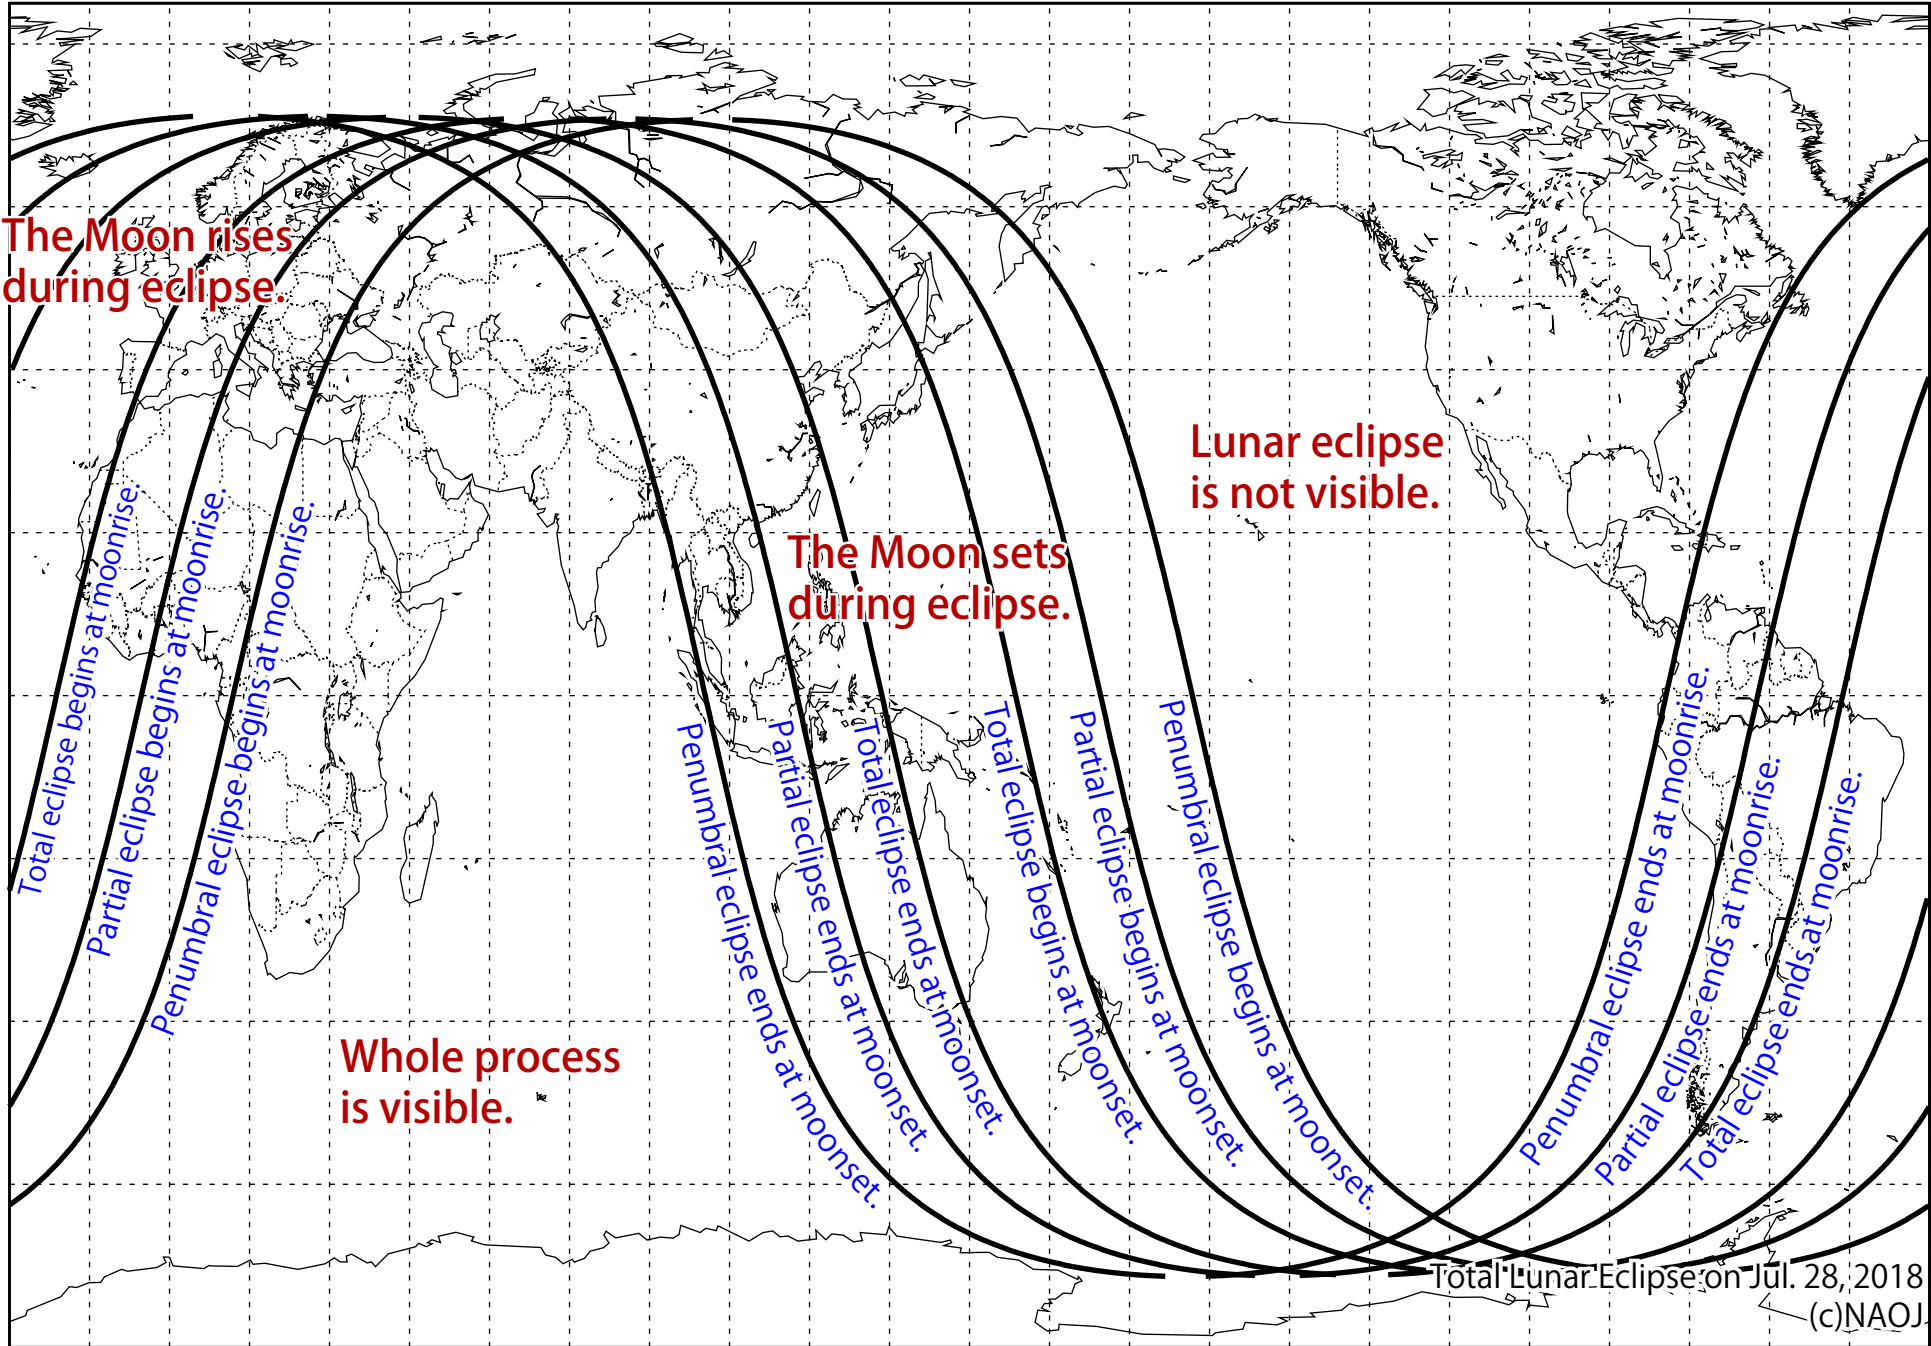 The Moon rises
during eclipse.
Lunar eclipse
is not visible.
The Moon sets
during eclipse.
Total eclipse begins at moonrise.
Partial eclipse begins at moonrise.
Penumbral eclipse begins at moonrise.
Penumbral eclipse ends at moonset.
Partial eclipse ends at moonset.
Total eclipse ends at moonset.
Total eclipse begins at moonset.
Partial eclipse begins at moonset.
Penumbral eclipse begins at moonset.
Penumbral eclipse ends at moonrise.
Partial eclipse ends at moonrise.
Total eclipse ends at moonrise.
Whole process
is visible.
Total Lunar Eclipse on Jul. 28, 2018
(c)NAOJ